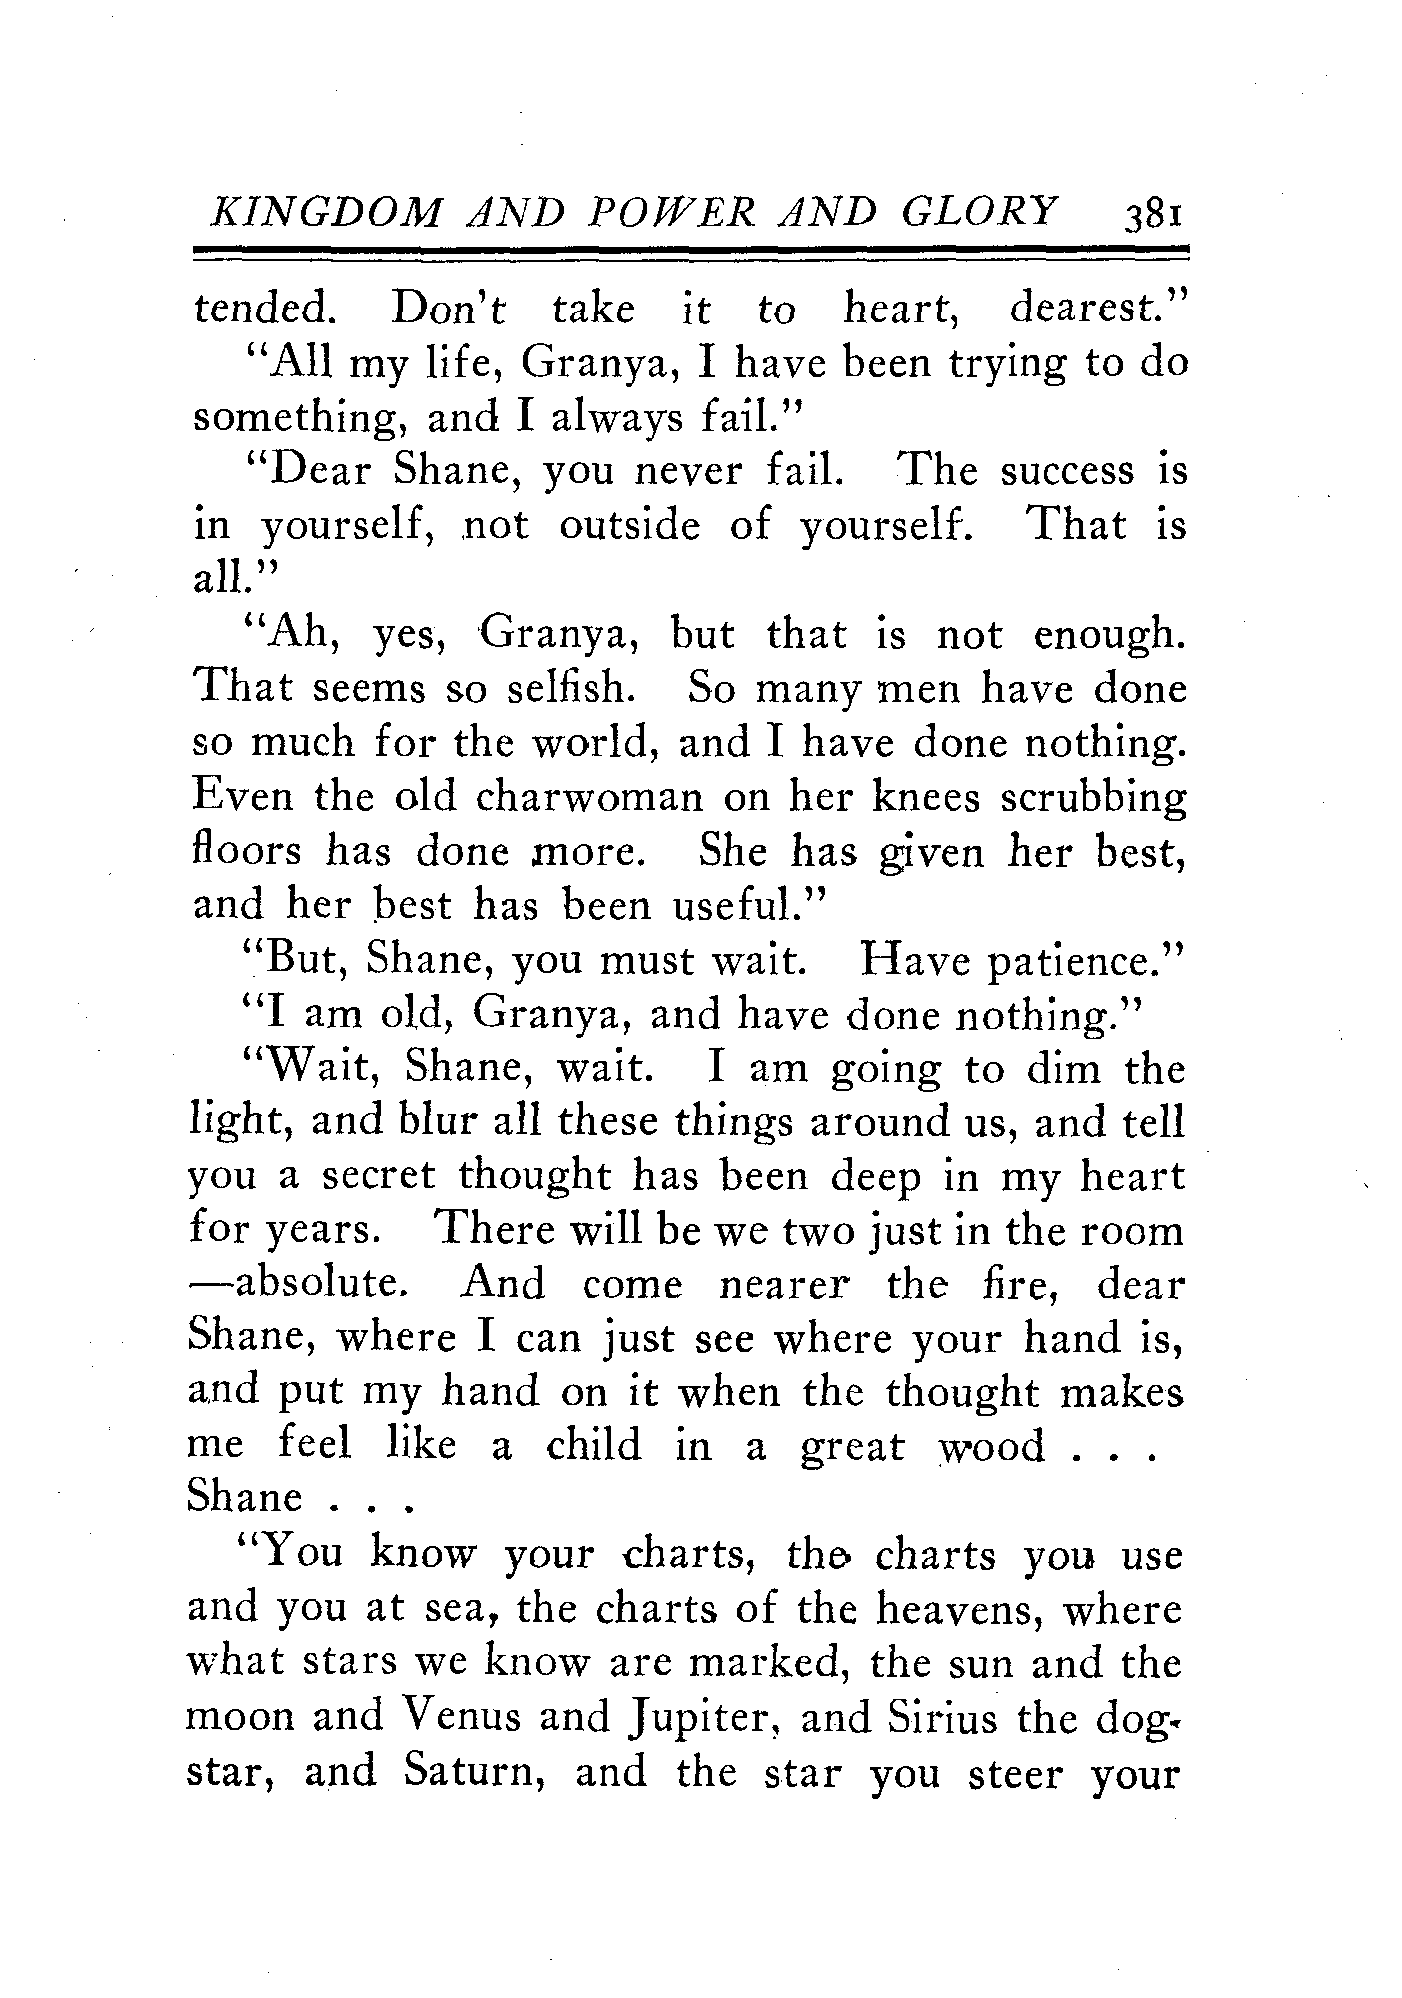 KINGDOM AND POWER AND GLORY 381
tended. Don't take it to heart, dearest."
"All my life, Granya, I have been trying to do
something, and I always fail."
"Dear Shane, you never fail. The success is
in yourself, not outside of yourself. That is
all."
"Ah, yes, Granya, but that is not enough.
That seems so selfish. So many men have done
so much for the world, and I have done nothing.
Even the old charwoman on her knees scrubbing
floors has done more. She has given her best,
and her best has been useful."
"But, Shane, you must wait. Have patience."
"I am old, Granya, and have done nothing."
"Wait, Shane, wait. I am going to dim the
light, and blur all these things around us, and tell
you a secret thought has been deep in my heart
for years. There will be we two just in the room
—absolute. And come nearer the fire, dear
Shane, where I can just see where your hand is,
and put my hand on it when the thought makes
me feel like a child in a great wood . . .
Shane . . .
"You know your charts, the charts you use
and you at sea, the charts of the heavens, where
what stars we know are marked, the sun and the
moon and Venus and Jupiter, and Sirius the dog-
star, and Saturn, and the star you steer your